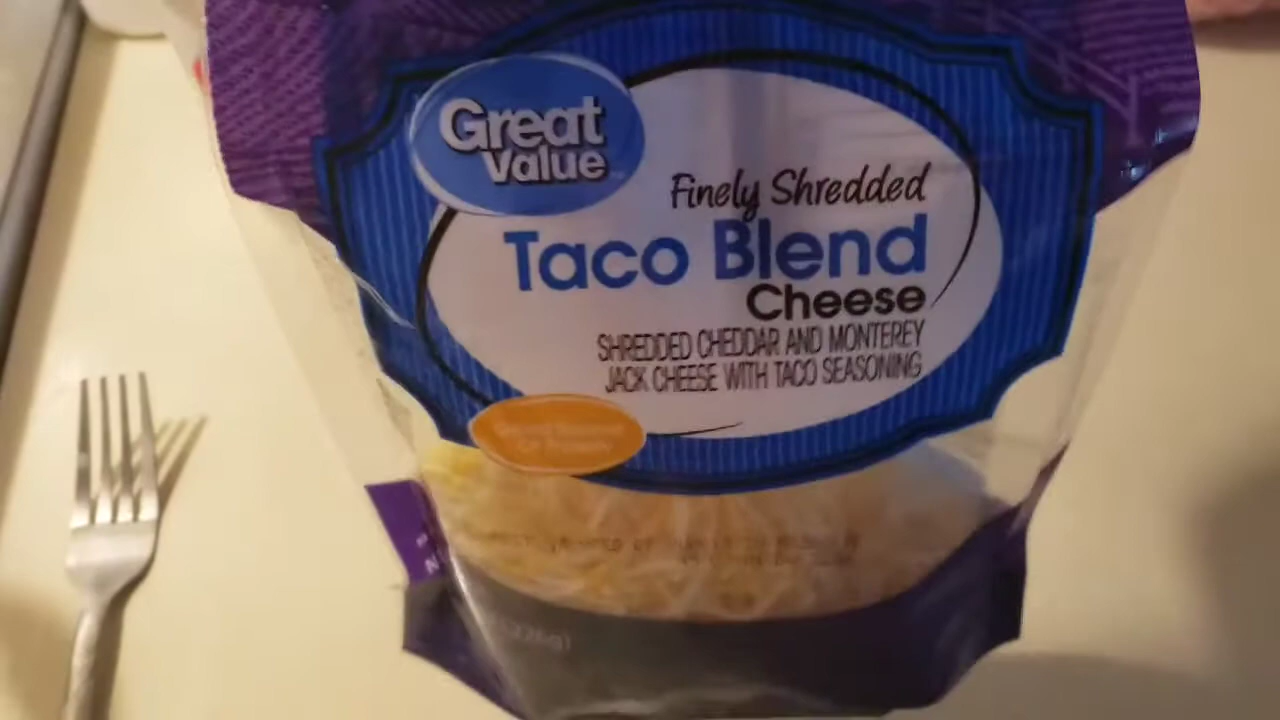 Great
Value
Finely Shredded
Taco Blend
Cheese
SHREDDED CHEDDAR AND MONTEREY
JACK CHEESE WITH TACO SEASONING